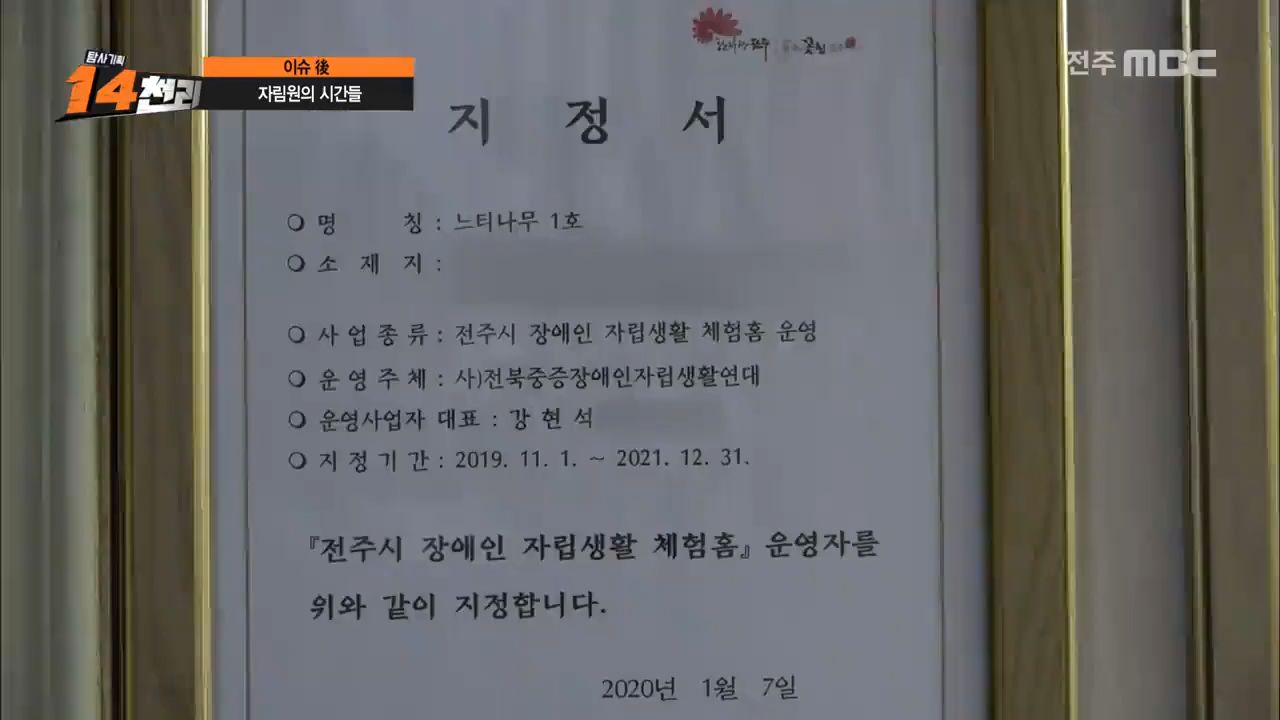 탐사기획
14
이슈 後
자림원의 시간들
전주 MBC
지 정 서
○ 명 칭 : 느티나무 1호
○ 소 재 지 :
○ 사 업 종 류 : 전주시 장애인 자립생활 체험홈 운영
○ 운 영 주 체 : 사)전북중증장애인자립생활연대
○ 운영사업자 대표 : 강 현 석
○ 지 정 기 간 : 2019. 11. 1. ~ 2021. 12. 31.
『전주시 장애인 자립생활 체험홈』 운영자를
위와 같이 지정합니다.
2020년 1월 7일